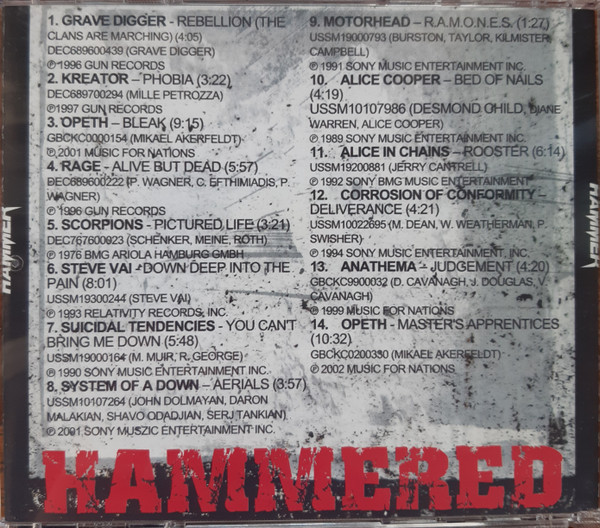 1. GRAVE DIGGER - REBELLION (THE
CLANS ARE MARCHING) (4:05)
DEC689600439 (GRAVE DIGGER)
℗1996 GUN RECORDS
2. KREATOR – PHOBIA (3:22)
DEC689700294 (MILLE PETROZZA)
℗1997 GUN RECORDS
3. OPETH – BLEAK (9:15)
GBCKC0000154 (MIKAEL AKERFELDT)
℗ 2001 MUSIC FOR NATIONS
4. RAGE - ALIVE BUT DEAD (5:57)
DEC689600222 (P. WAGNER, C. EFTHIMIADIS, P.
WAGNER)
℗ 1996 GUN RECORDS
5. SCORPIONS - PICTURED LIFE (3:21)
DEC767600023 (SCHENKER, MEINE, ROTH)
℗ 1976 BMG ARIOLA HAMBURG GMBH
6. STEVE VAI - DOWN DEEP INTO THE
PAIN (8:01)
USSM19300244 (STEVE VAI)
℗ 1993 RELATIVITY RECORDS, INC.
7. SUICIDAL TENDENCIES - YOU CAN'T
BRING ME DOWN (5:48)
USSM19000164 (M. MUIR, R. GEORGE)
℗ 1990 SONY MUSIC ENTERTAINMENT INC.
8. SYSTEM OF A DOWN – AERIALS (3:57)
USSM10107264 (JOHN DOLMAYAN, DARON
MALAKIAN, SHAVO ODADJIAN, SERJ TANKIAN)
℗ 2001 SONY MUSZIC ENTERTAINMENT INC.
9. MOTORHEAD – R.A.M.O.N.E.S. (1:27)
USSM19000793 (BURSTON, TAYLOR, KILMISTER,
CAMPBELL)
℗ 1991 SONY MUSIC ENTERTAINMENT INC.
10. ALICE COOPER – BED OF NAILS
(4:19)
USSM10107986 (DESMOND CHILD, DIANE
WARREN, ALICE COOPER)
℗ 1989 SONY MUSIC ENTERTAINMENT INC.
11. ALICE IN CHAINS - ROOSTER (6:14)
USSM19200881 (JERRY CANTRELL)
℗ 1992 SONY BMG MUSIC ENTERTAINMENT
12. CORROSION OF CONFORMITY –
DELIVERANCE (4:21)
USSM10022695 (M. DEAN, W. WEATHERMAN, P.
SWISHER)
℗ 1994 SONY MUSIC ENTERTAINMENT, INC.
13. ANATHEMA - JUDGEMENT (4:20)
GBCKC9900032 (D. CAVANAGH, J. DOUGLAS, V.
CAVANAGH)
℗ 1999 MUSIC FOR NATIONS
14. OPETH - MASTER'S APPRENTICES
(10:32)
GBCKC0200330 (MIKAEL AKERFELDT)
℗ 2002 MUSIC FOR NATIONS
HAMMERED
HAMMER
HAMMER